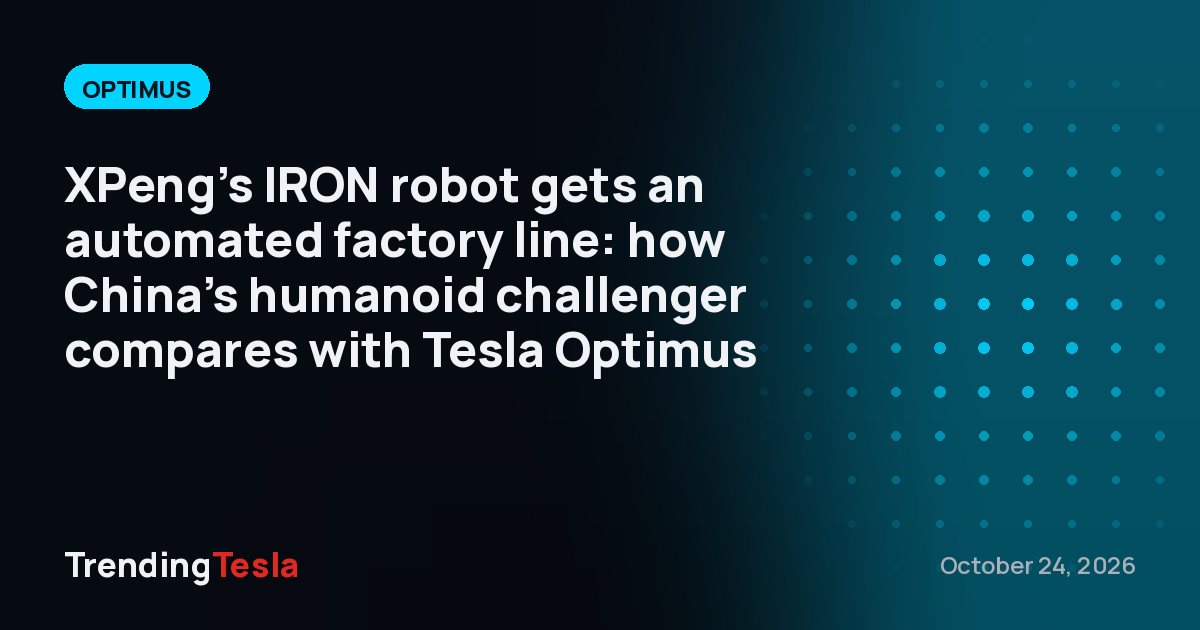 OPTIMUS
XPeng’s IRON robot gets an
automated factory line: how
China’s humanoid challenger
compares with Tesla Optimus
TrendingTesla
October 24, 2026